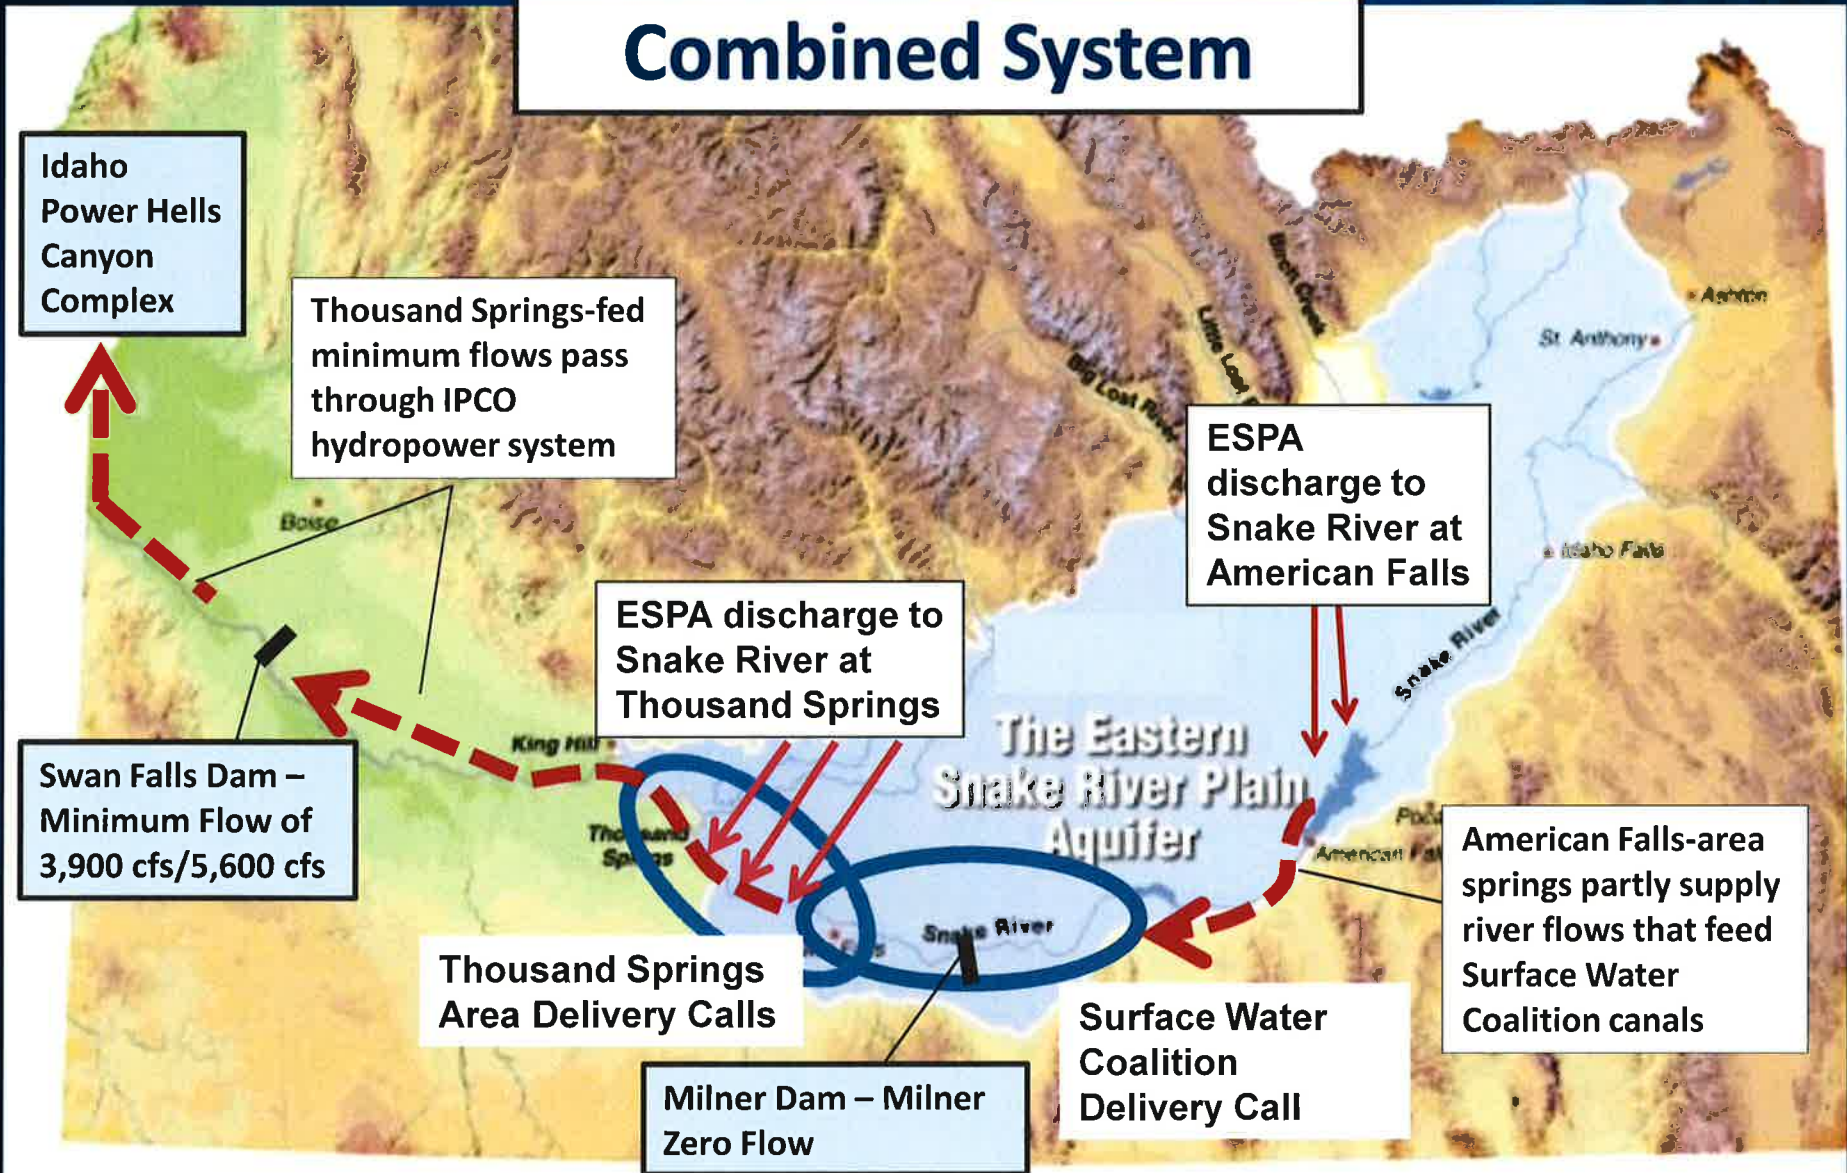 Combined System
Idaho
Power Hells
Canyon
Complex
Thousand Springs-fed
minimum flows pass
through IPCO
hydropower system
Birch Creek
Little Lost
Big Lost River
Ashton
St. Anthony
ESPA
discharge to
Snake River at
American Falls
Boise
Idaho Falls
ESPA discharge to
Snake River at
Thousand Springs
Snake River
King Hill
The Eastern
Snake River Plain
Aquifer
Swan Falls Dam –
Minimum Flow of
3,900 cfs/5,600 cfs
Thousand
Springs
American
American Falls-area
springs partly supply
river flows that feed
Surface Water
Coalition canals
Snake River
Thousand Springs
Area Delivery Calls
Surface Water
Coalition
Delivery Call
Milner Dam – Milner
Zero Flow